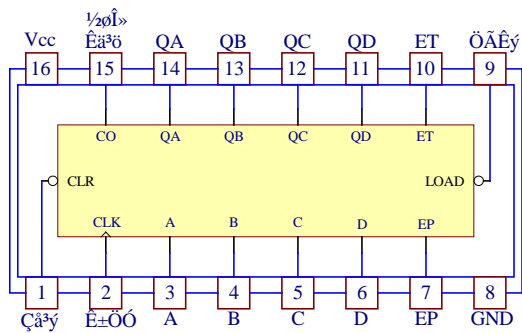 ½øÎ»
Vcc Êä³ö QA QB QC QD ET ÖÃÊý
16 15 14 13 12 11 10 9
CO QA QB QC QD ET
CLR LOAD
CLK A B C D EP
1 2 3 4 5 6 7 8
Çå³ý Ê±ÖÓ A B C D EP GND